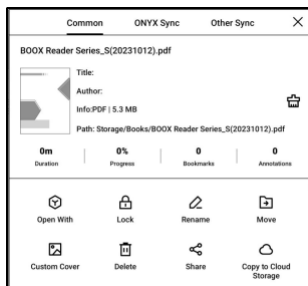 Common ONYX Sync Other Sync
BOOX Reader Series_S(20231012).pdf
Title:
Author:
Info:PDF | 5.3 MB
Path: Storage/Books/BOOX Reader Series_S(20231012).pdf
0m 0% 0 0
Duration Progress Bookmarks Annotations
Open With Lock Rename Move
Custom Cover Delete Share Copy to Cloud
Storage